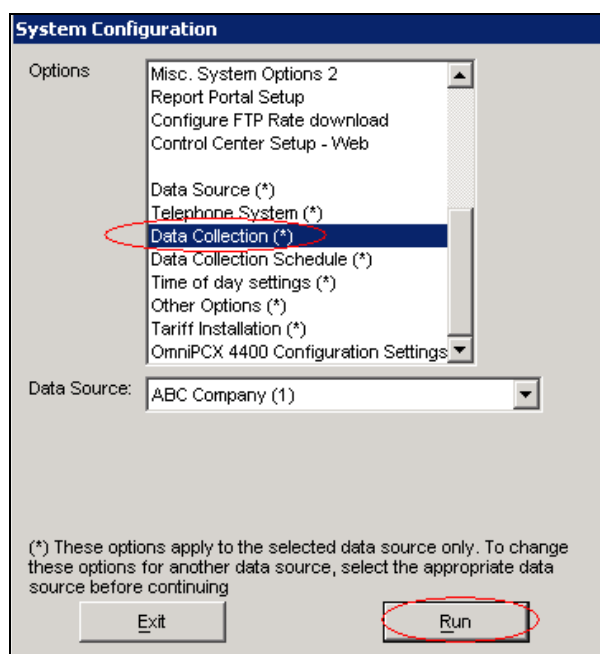 System Configuration
Options
Misc. System Options 2
Report Portal Setup
Configure FTP Rate download
Control Center Setup - Web
Data Source (*)
Telephone System (*)
Data Collection (*)
Data Collection Schedule (*)
Time of day settings (*)
Other Options (*)
Tariff Installation (*)
OmniPCX 4400 Configuration Settings
Data Source:
ABC Company (1)
(*) These options apply to the selected data source only. To change
these options for another data source, select the appropriate data
source before continuing
Exit
Run